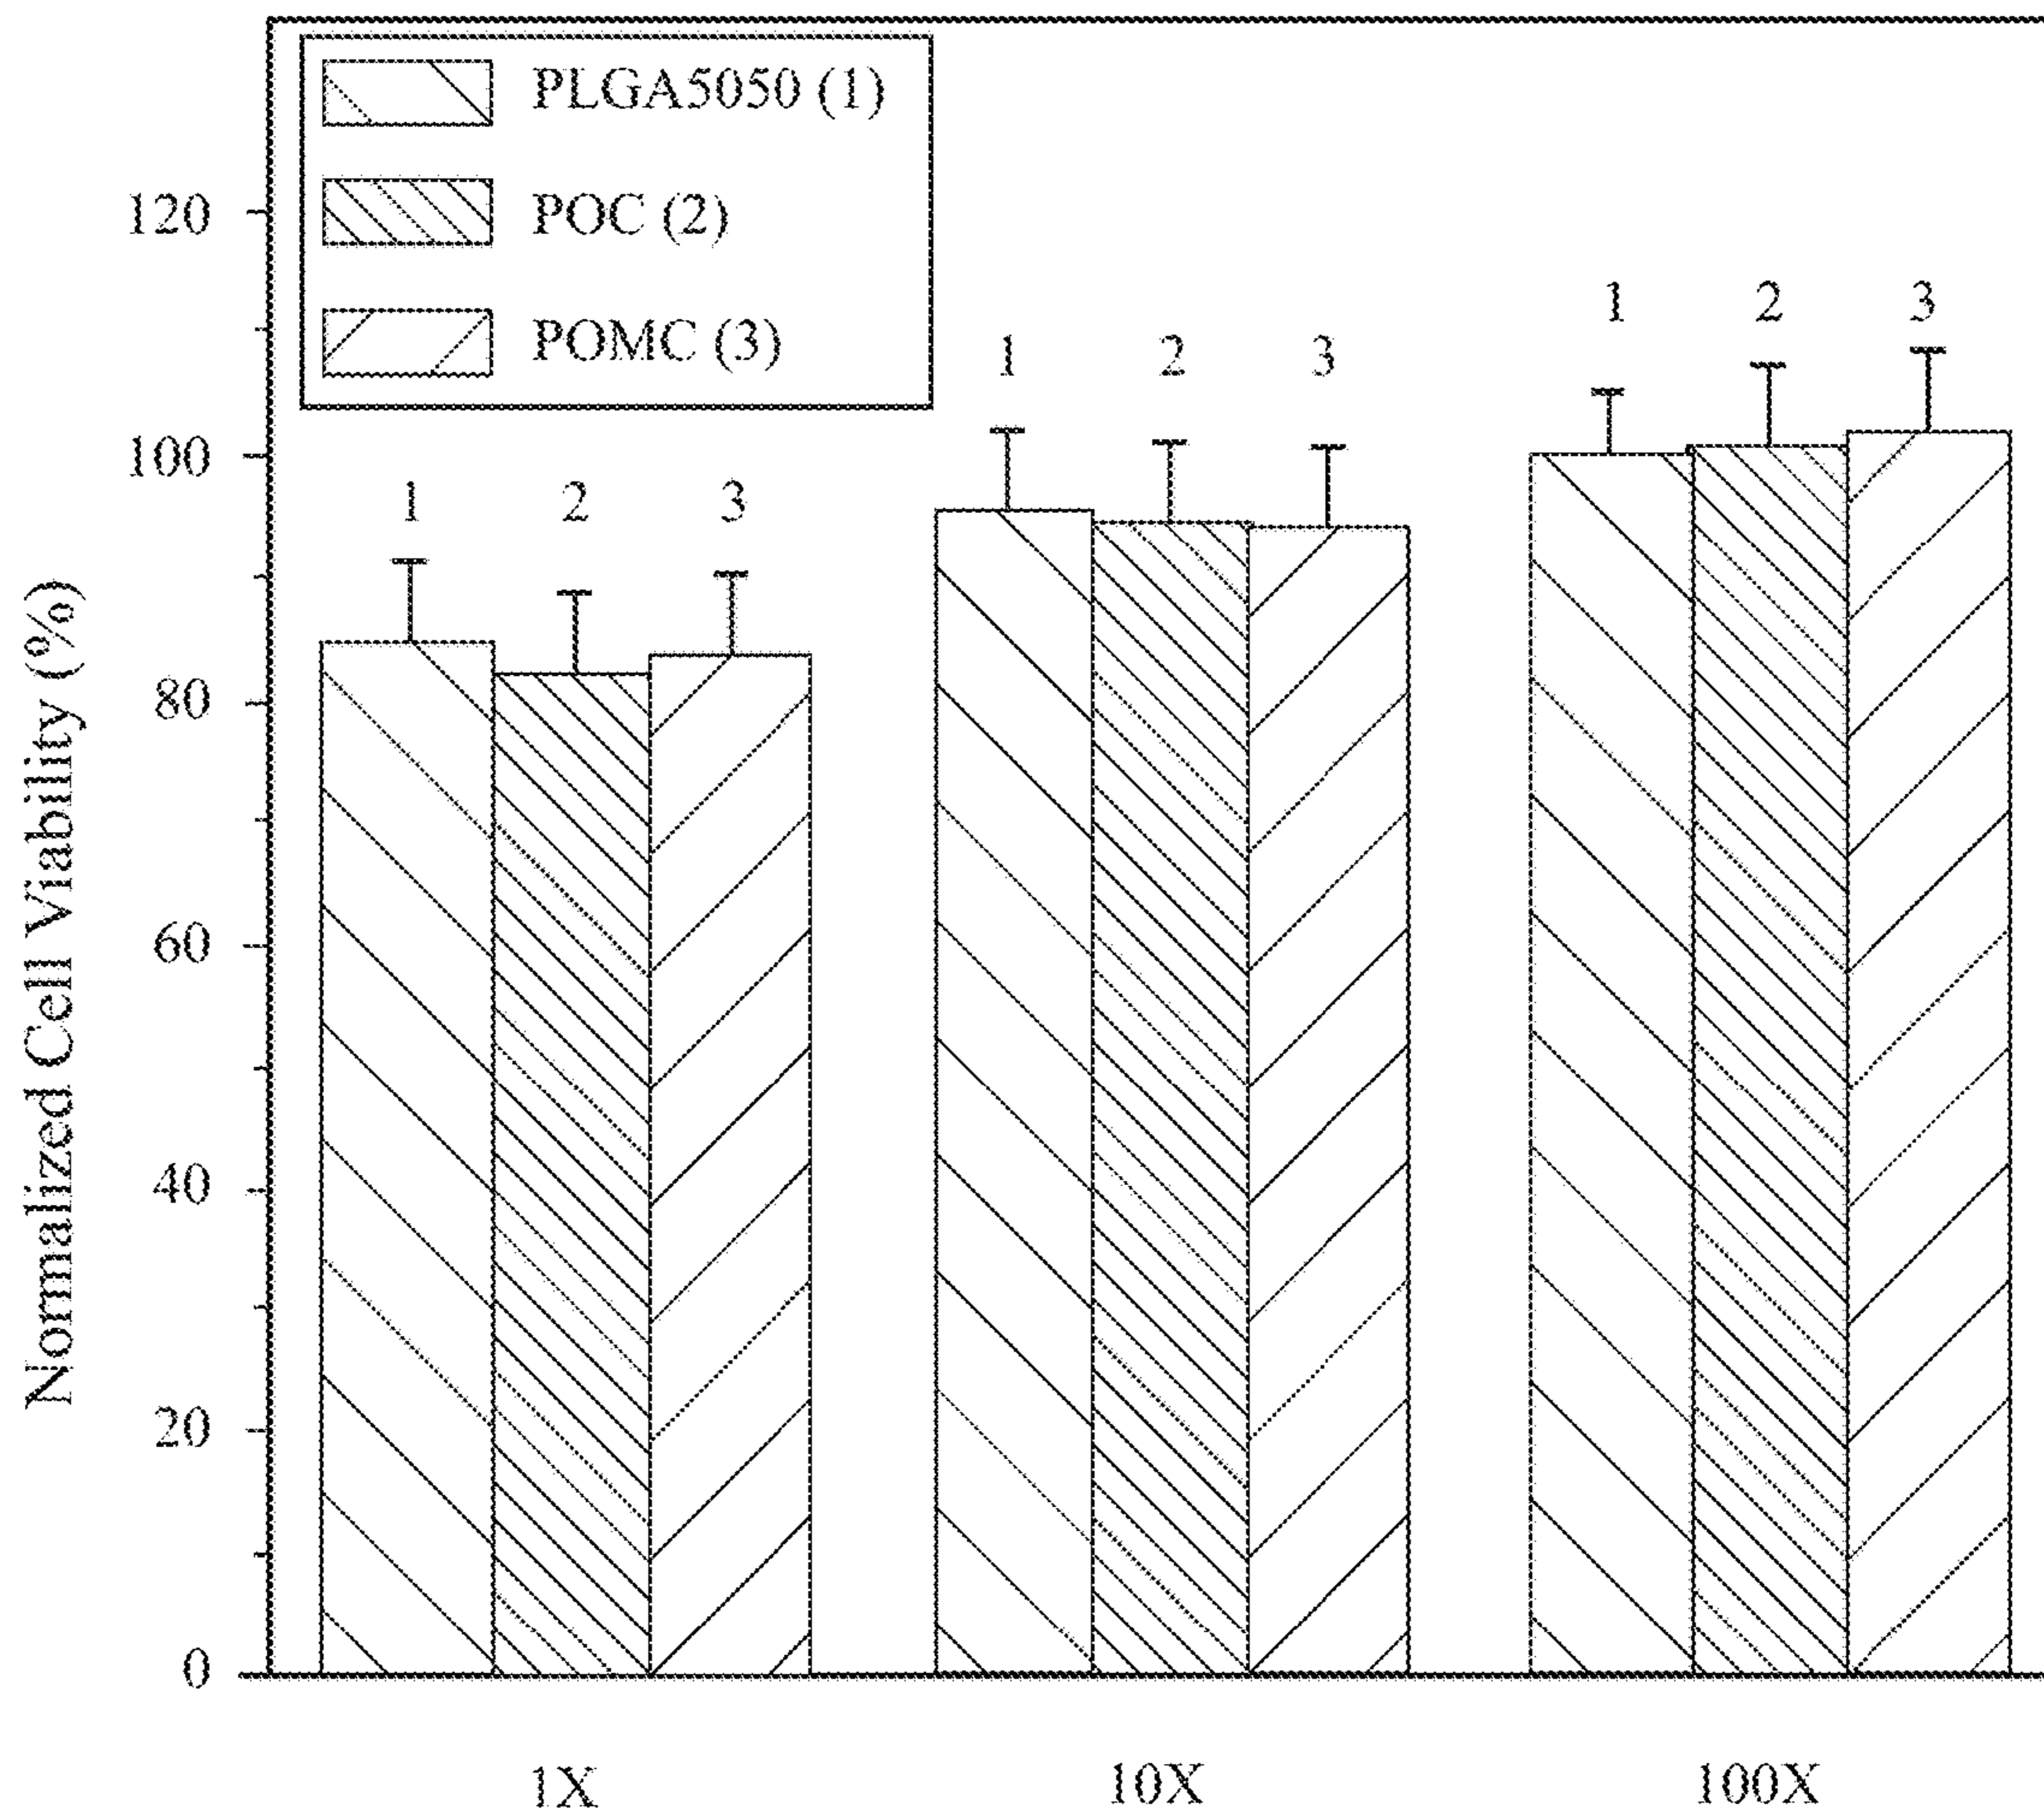 PLGA5050 (1)
POC (2)
POMC (3)
Normalized Cell Viability (%)
120
100
80
60
40
20
0
1
2
3
1
2
3
1
2
3
1X
10X
100X